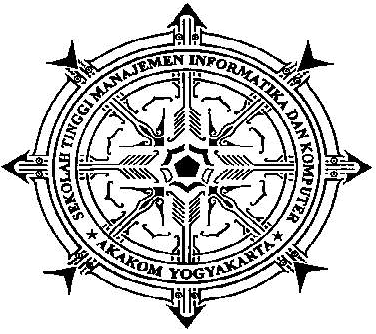 SEKOLAH TINGGI MANAJEMEN INFORMATIKA DAN KOMPUTER
★ AKAKOM YOGYAKARTA ★